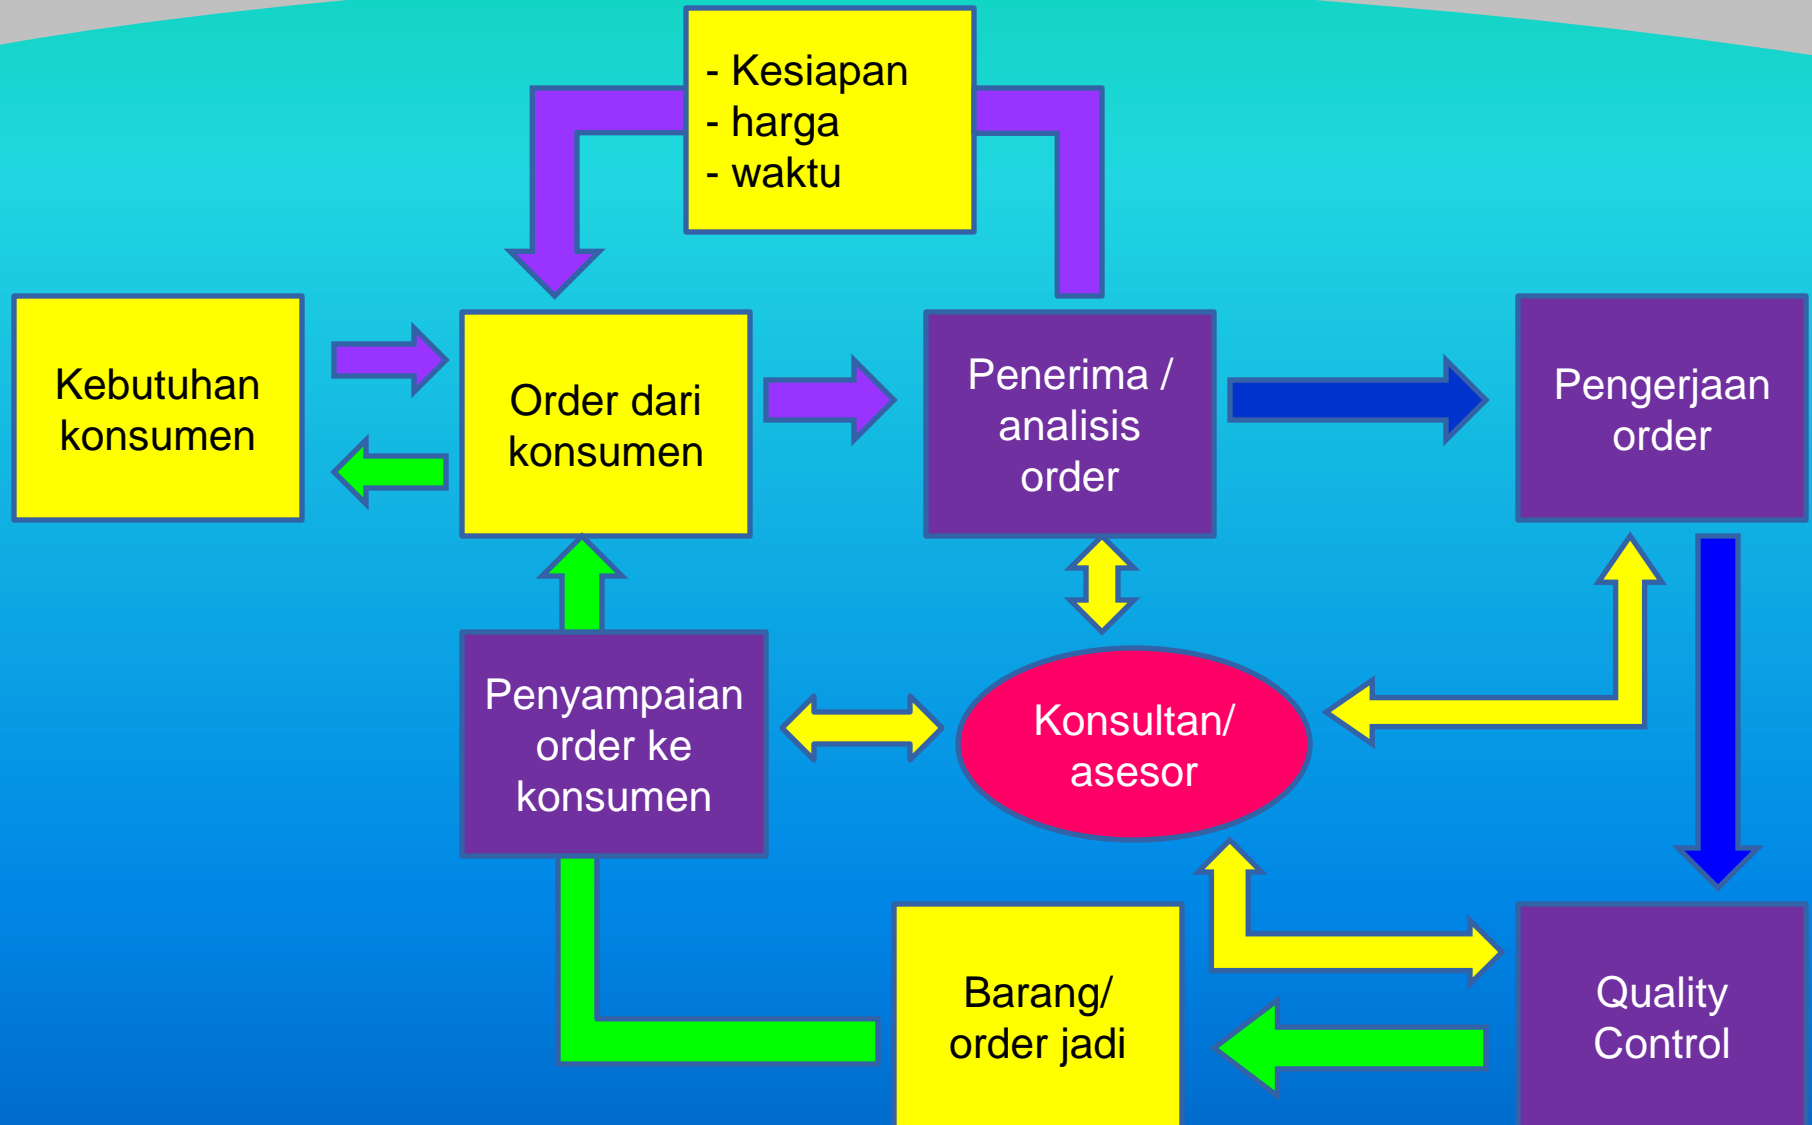 - Kesiapan
- harga
- waktu
Kebutuhan
konsumen
Order dari
konsumen
Penerima /
analisis
order
Pengerjaan
order
Penyampaian
order ke
konsumen
Konsultan/
asesor
Barang/
order jadi
Quality
Control